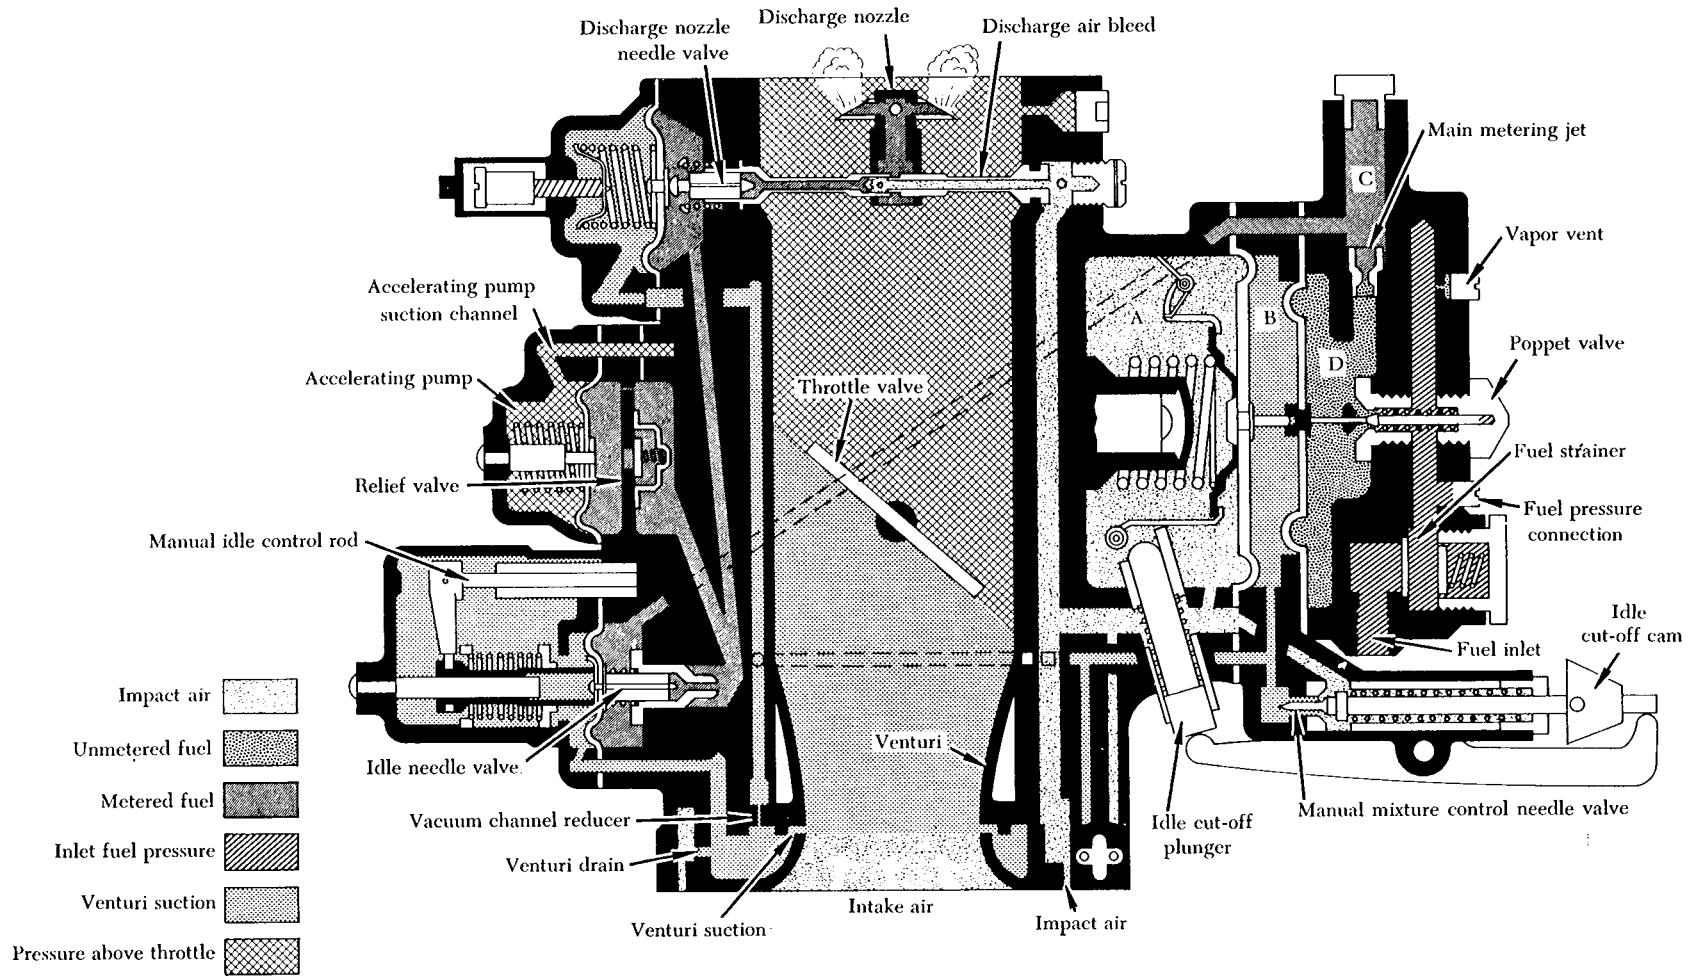 Discharge nozzle
needle valve
Discharge nozzle
Discharge air bleed
Main metering jet
C
Vapor vent
Accelerating pump
suction channel
A
B
D
Poppet valve
Accelerating pump
Throttle valve
Fuel strainer
Relief valve
Fuel pressure
connection
Manual idle control rod
Idle
cut-off cam
Fuel inlet
Impact air
Unmetered fuel
Metered fuel
Inlet fuel pressure
Venturi suction
Pressure above throttle
Venturi
Idle needle valve
Vacuum channel reducer
Idle cut-off
plunger
Manual mixture control needle valve
Venturi drain
Intake air
Impact air
Venturi suction